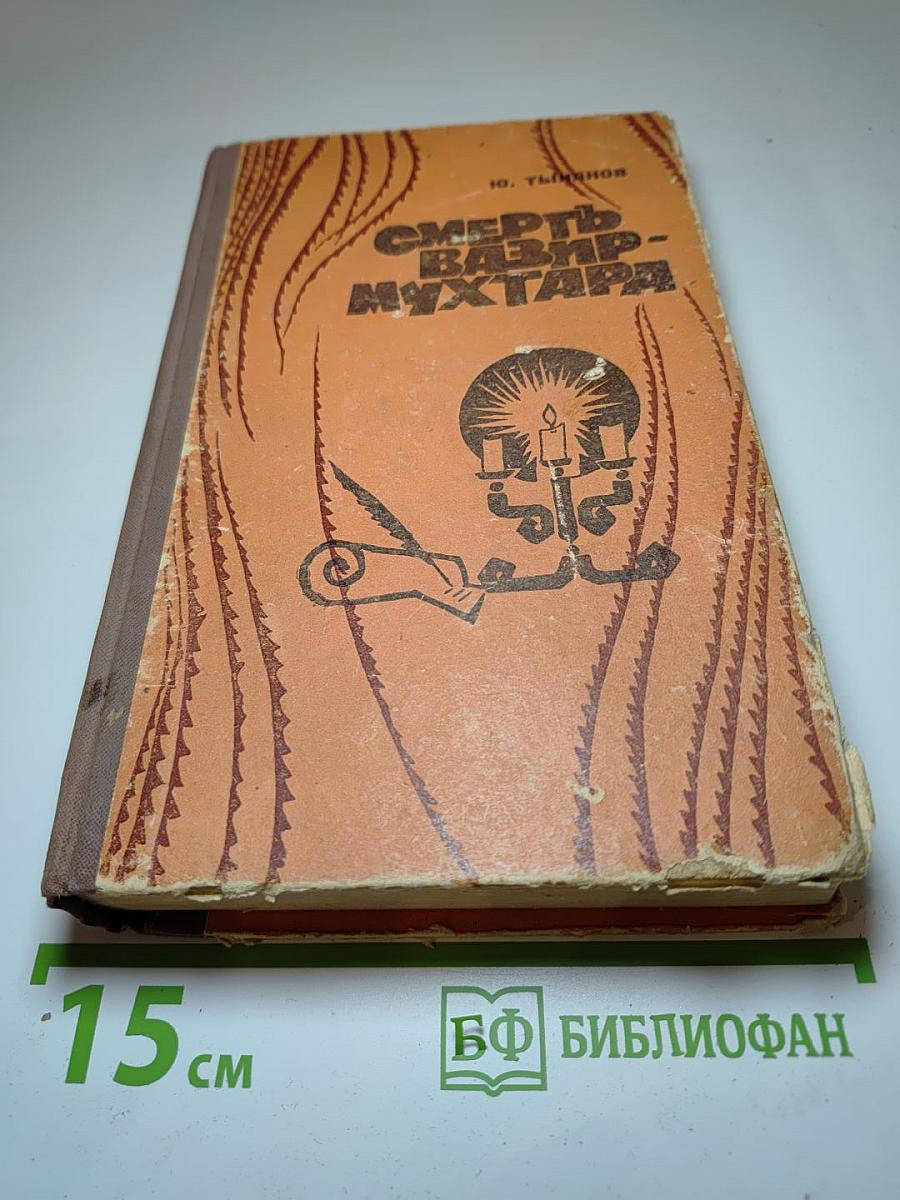 Ю. ТЫНЯНОВ
СМЕРТЬ
ВАЗИР-
МУХТАРА
15 см
БФ БИБЛИОФАН